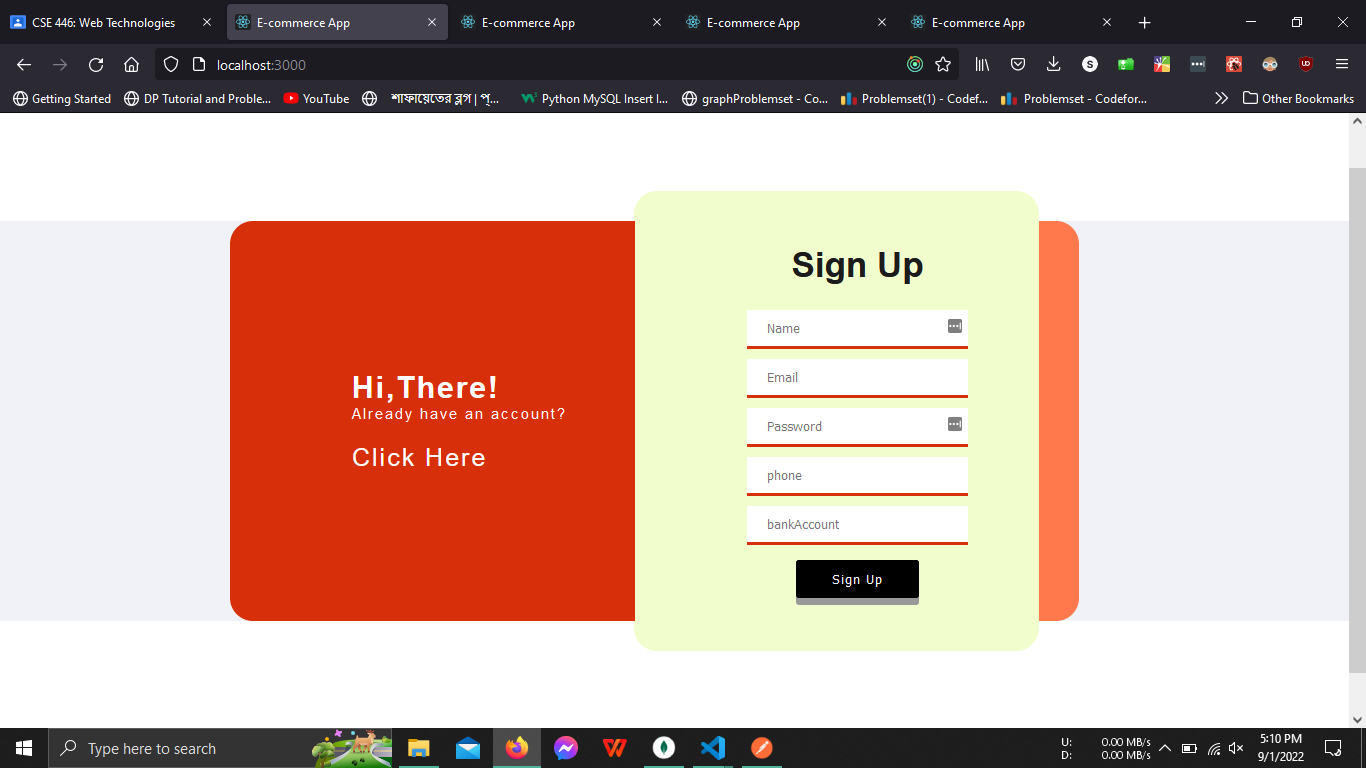 CSE 446: Web Technologies
E-commerce App
E-commerce App
E-commerce App
E-commerce App
localhost:3000
Getting Started
DP Tutorial and Proble...
YouTube
শাফায়েতের ব্লগ | প্...
Python MySQL Insert I...
graphProblemset - Co...
Problemset(1) - Codef...
Problemset - Codefor...
Other Bookmarks
Sign Up
Name
Email
Password
phone
bankAccount
Sign Up
Hi,There!
Already have an account?
Click Here
Type here to search
U: 0.00 MB/s
D: 0.00 MB/s
5:10 PM
9/1/2022